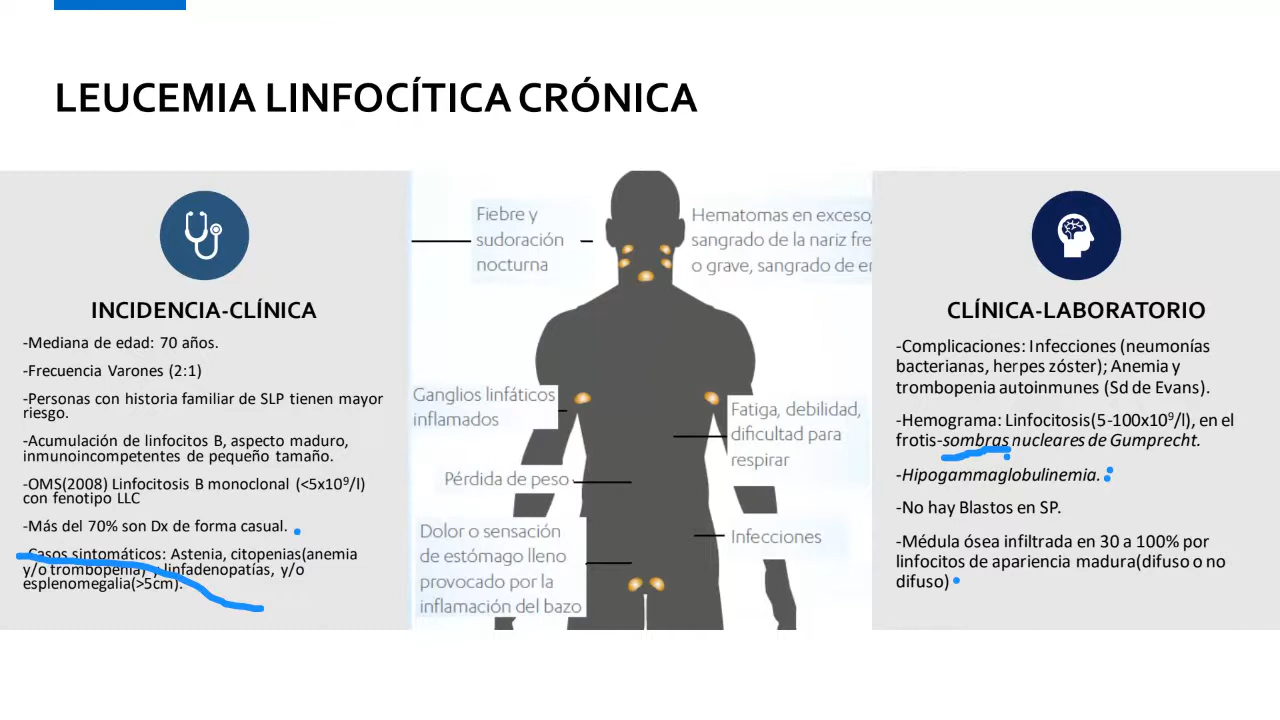 LEUCEMIA LINFOCÍTICA CRÓNICA
INCIDENCIA-CLÍNICA
-Mediana de edad: 70 años.
-Frecuencia Varones (2:1)
-Personas con historia familiar de SLP tienen mayor
riesgo.
-Acumulación de linfocitos B, aspecto maduro,
inmunoincompetentes de pequeño tamaño.
-OMS(2008) Linfocitosis B monoclonal (<5x10⁹/l)
con fenotipo LLC
-Más del 70% son Dx de forma casual.
-Casos sintomáticos: Astenia, citopenias(anemia
y/o trombopenia) y linfadenopatías, y/o
esplenomegalia(>5cm).
Fiebre y
sudoración
nocturna
Hematomas en exceso,
sangrado de la nariz fre
o grave, sangrado de en
Ganglios linfáticos
inflamados
Fatiga, debilidad,
dificultad para
respirar
Pérdida de peso
Dolor o sensación
de estómago lleno
provocado por la
inflamación del bazo
Infecciones
CLÍNICA-LABORATORIO
-Complicaciones: Infecciones (neumonías
bacterianas, herpes zóster); Anemia y
trombopenia autoinmunes (Sd de Evans).
-Hemograma: Linfocitosis(5-100x10⁹/l), en el
frotis-sombras nucleares de Gumprecht.
-Hipogammaglobulinemia.
-No hay Blastos en SP.
-Médula ósea infiltrada en 30 a 100% por
linfocitos de apariencia madura(difuso o no
difuso)